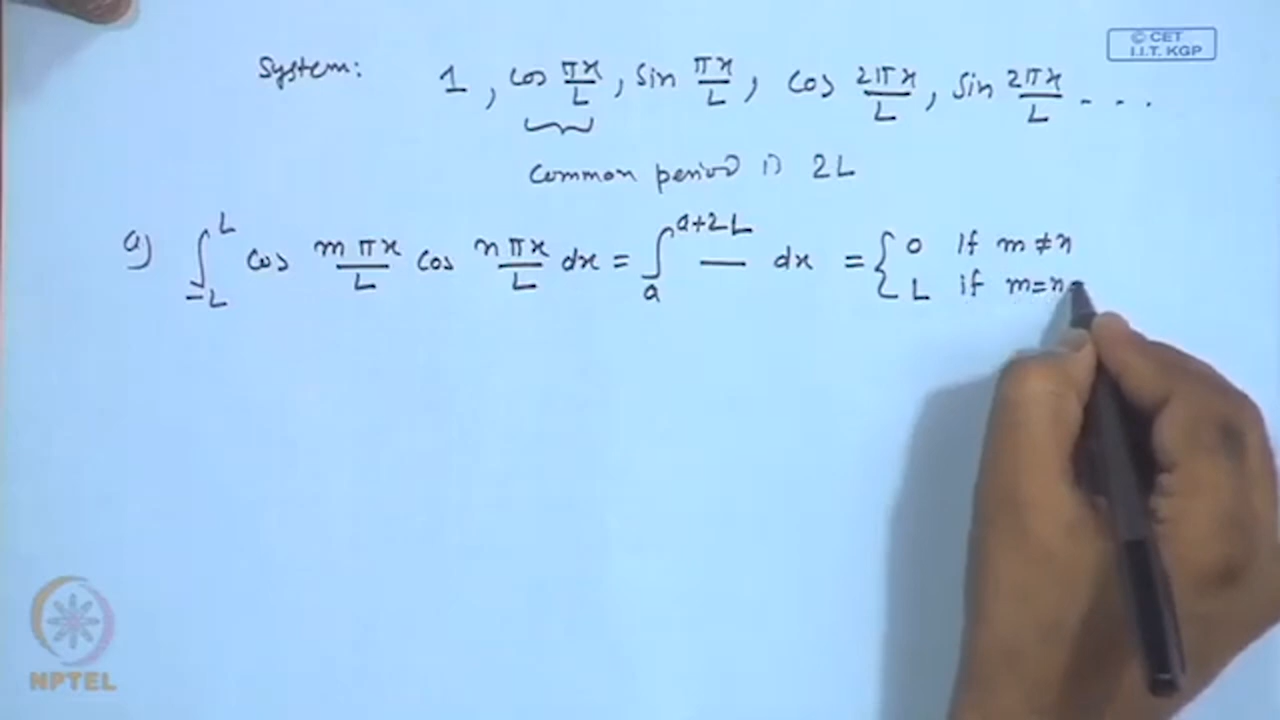 © CET
I.I.T. KGP
System: 1, cos πx/L, sin πx/L, cos 2πx/L, sin 2πx/L - - - .
Common period is 2L
a) ∫_{-L}^{L} cos mπx/L cos nπx/L dx = ∫_{a}^{a+2L} — dx = { 0 if m≠n
L if m=n
NPTEL